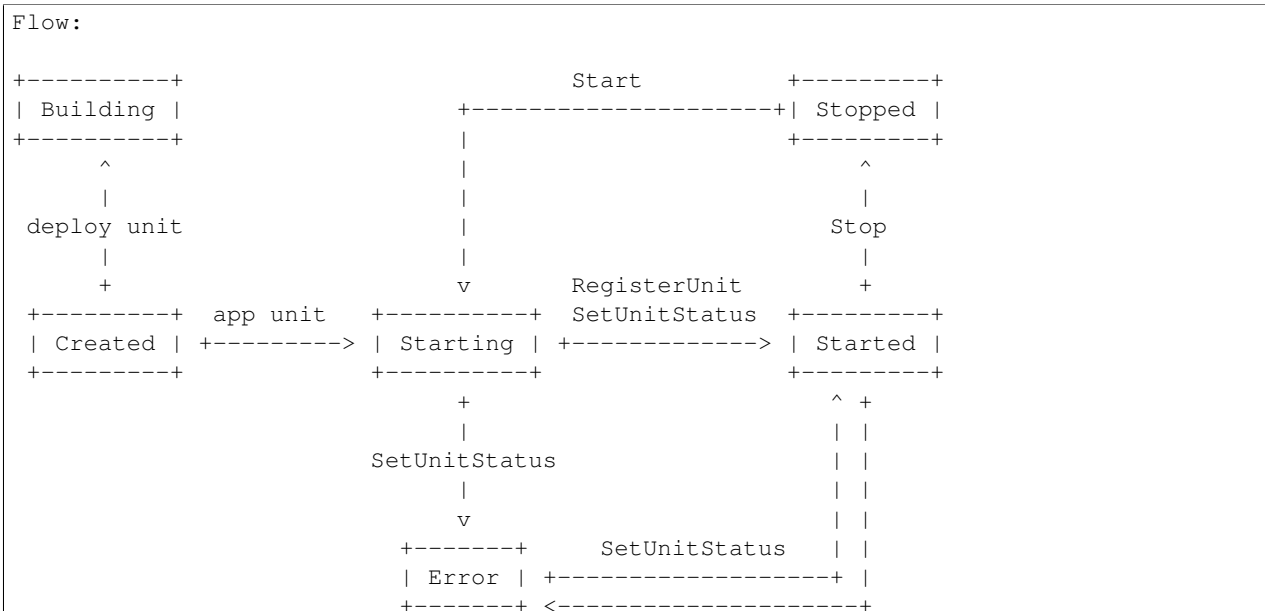 Flow:
+----------+                         Start            +---------+
| Building |                 +---------------------+| Stopped |
+----------+                 |                      +---------+
      ^                      |                           ^
      |                      |                           |
 deploy unit                 |                         Stop
      |                      |                           |
      +                      v       RegisterUnit        +
 +---------+  app unit   +----------+  SetUnitStatus  +---------+
 | Created | +---------> | Starting | +-------------> | Started |
 +---------+             +----------+                 +---------+
                               +                         ^ +
                               |                         | |
                         SetUnitStatus                   | |
                               |                         | |
                               v                         | |
                           +-------+     SetUnitStatus   | |
                           | Error | +-------------------+ |
                           +-------+ <---------------------+